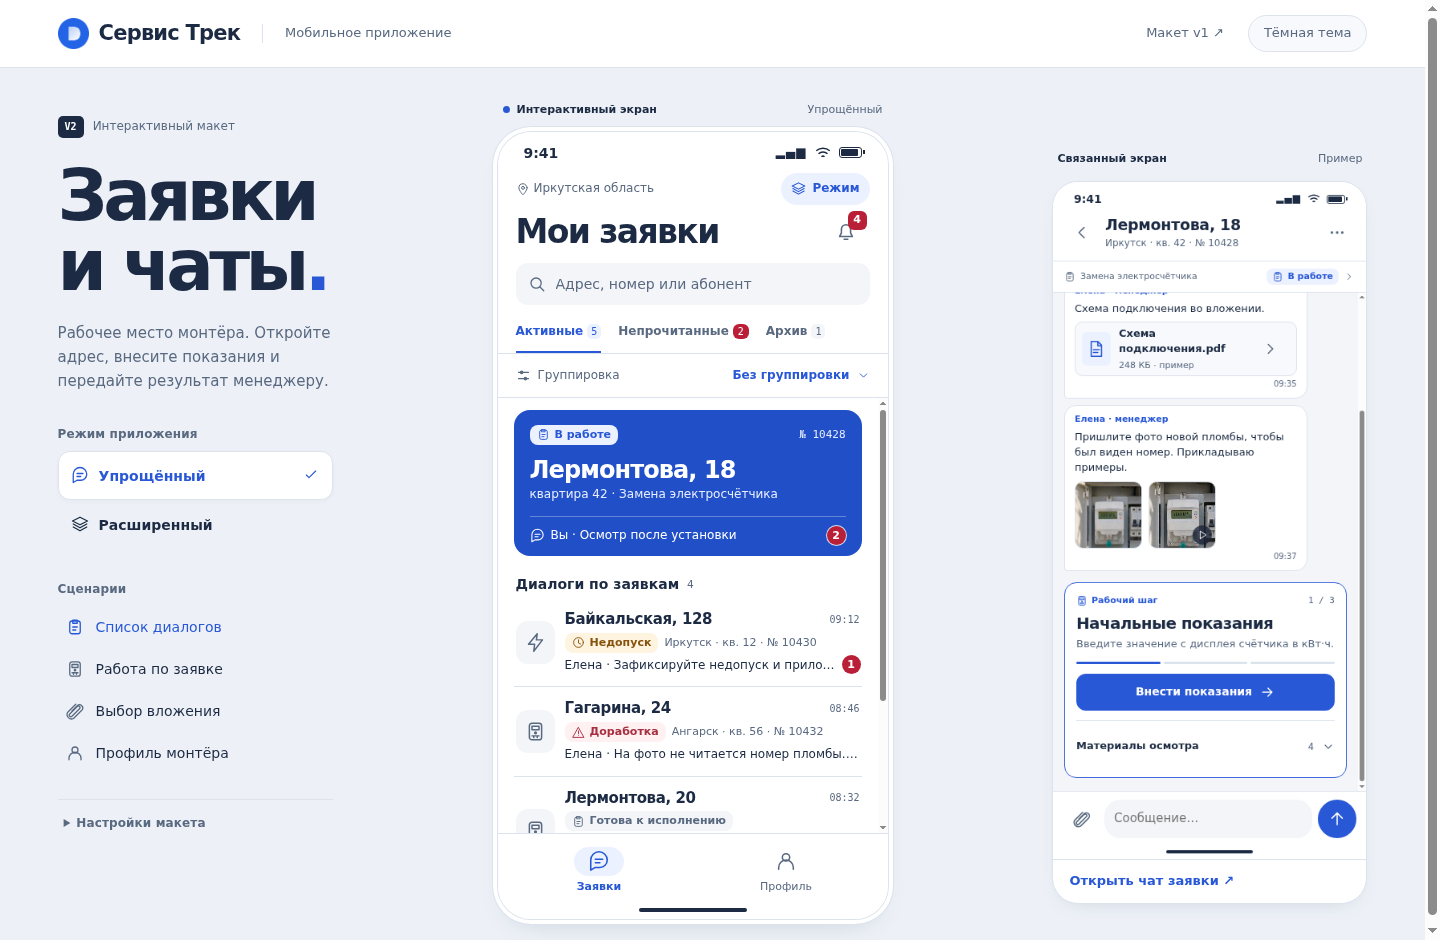 Сервис Трек
Мобильное приложение
Макет v1 ↗
Тёмная тема
V2
Интерактивный макет
Заявки
и чаты.
Рабочее место монтёра. Откройте
адрес, внесите показания и
передайте результат менеджеру.
Режим приложения
Упрощённый
Расширенный
Сценарии
Список диалогов
Работа по заявке
Выбор вложения
Профиль монтёра
Настройки макета
Интерактивный экран
Упрощённый
9:41
Иркутская область
Режим
Мои заявки
4
Адрес, номер или абонент
Активные 5
Непрочитанные 2
Архив 1
Группировка
Без группировки
В работе
№ 10428
Лермонтова, 18
квартира 42 · Замена электросчётчика
Вы · Осмотр после установки
2
Диалоги по заявкам 4
Байкальская, 128
09:12
Недопуск
Иркутск · кв. 12 · № 10430
Елена · Зафиксируйте недопуск и прило…
1
Гагарина, 24
08:46
Доработка
Ангарск · кв. 56 · № 10432
Елена · На фото не читается номер пломбы.…
Лермонтова, 20
08:32
Готова к исполнению
Заявки
Профиль
Связанный экран
Пример
9:41
Лермонтова, 18
Иркутск · кв. 42 · № 10428
Замена электросчётчика
В работе
Схема подключения во вложении.
Схема
подключения.pdf
248 КБ · пример
09:35
Елена · менеджер
Пришлите фото новой пломбы, чтобы
был виден номер. Прикладываю
примеры.
09:37
Рабочий шаг
1 / 3
Начальные показания
Введите значение с дисплея счётчика в кВт·ч.
Внести показания
Материалы осмотра
4
Сообщение…
Открыть чат заявки ↗